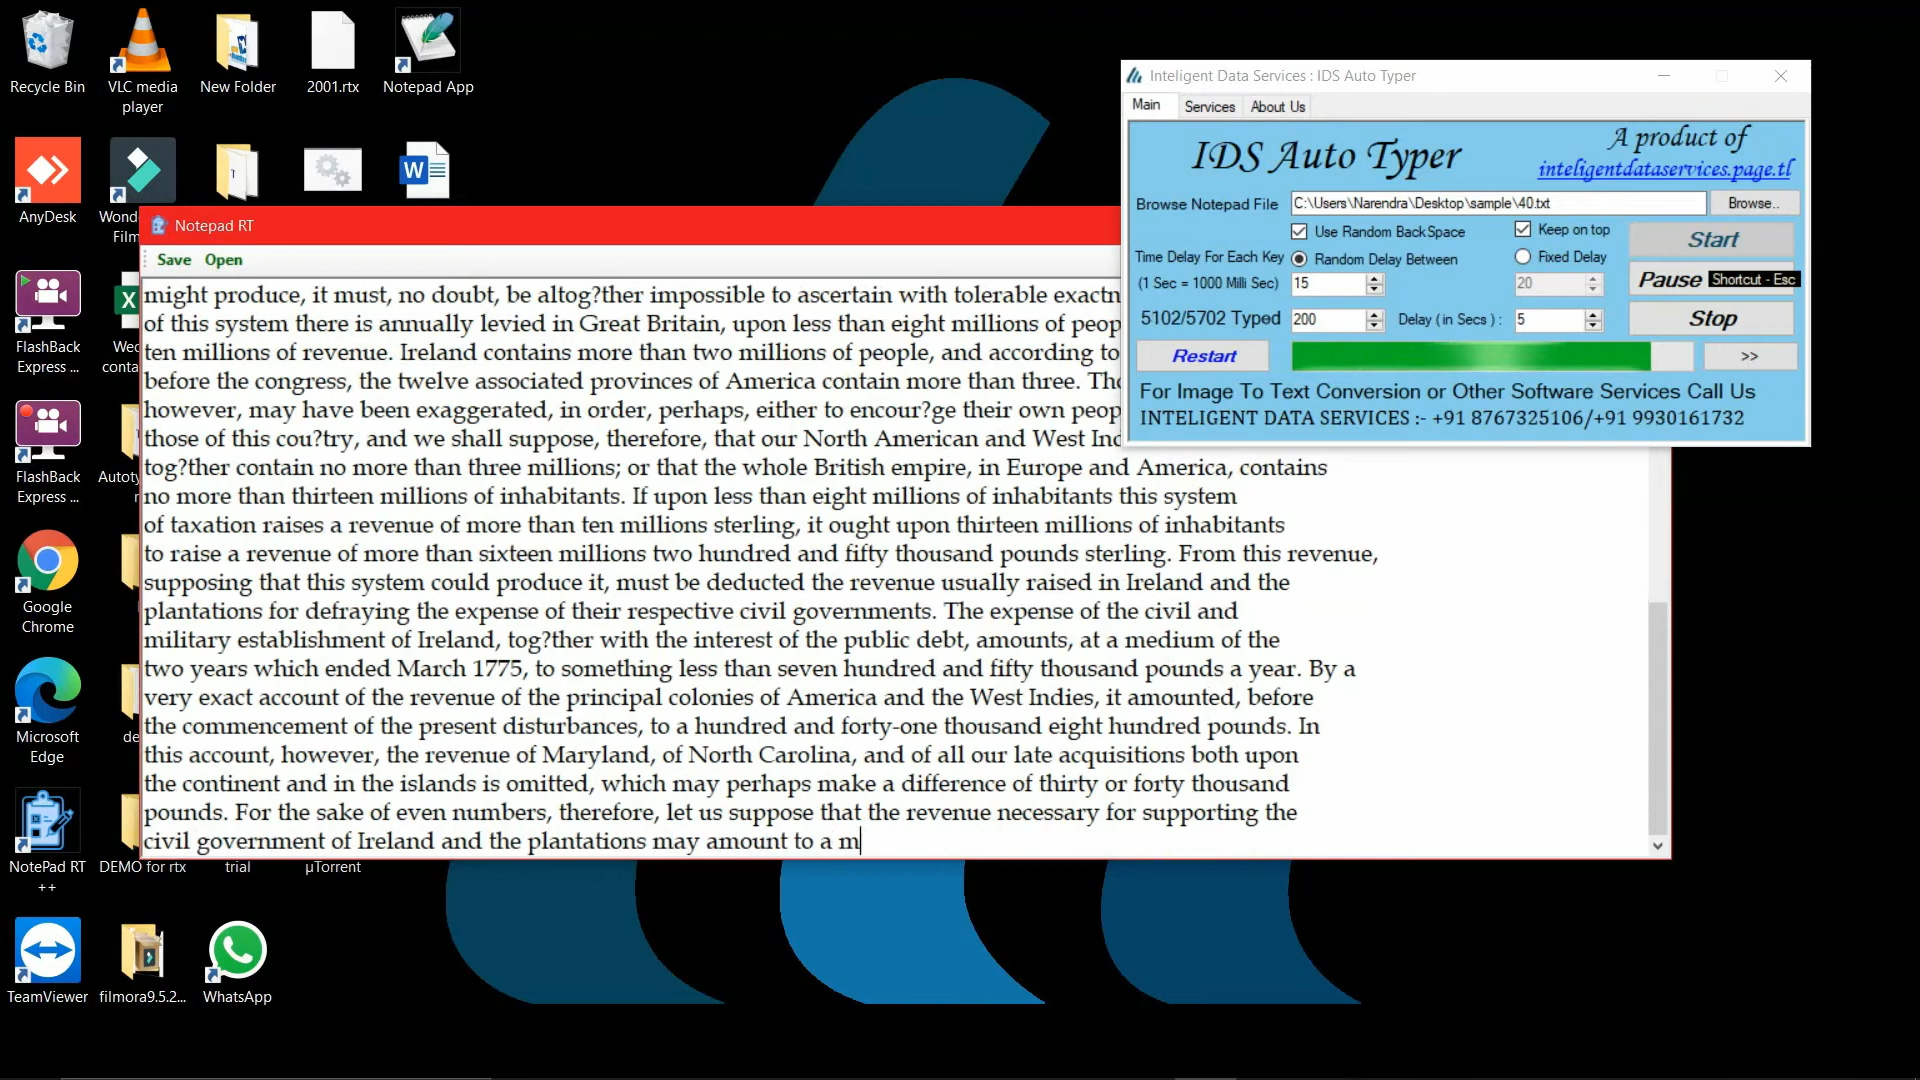 Recycle Bin
VLC media
player
New Folder
2001.rtx
Notepad App
AnyDesk
Wond
Film
FlashBack
Express ...
Wec
conta
FlashBack
Express ...
Autoty
r
Google
Chrome
Microsoft
Edge
de
NotePad RT
++
DEMO for rtx
trial
µTorrent
TeamViewer
filmora9.5.2...
WhatsApp
Notepad RT
Save Open
might produce, it must, no doubt, be altog?ther impossible to ascertain with tolerable exactn
of this system there is annually levied in Great Britain, upon less than eight millions of peop
ten millions of revenue. Ireland contains more than two millions of people, and according to
before the congress, the twelve associated provinces of America contain more than three. Tho
however, may have been exaggerated, in order, perhaps, either to encour?ge their own peop
those of this cou?try, and we shall suppose, therefore, that our North American and West Ind
tog?ther contain no more than three millions; or that the whole British empire, in Europe and America, contains
no more than thirteen millions of inhabitants. If upon less than eight millions of inhabitants this system
of taxation raises a revenue of more than ten millions sterling, it ought upon thirteen millions of inhabitants
to raise a revenue of more than sixteen millions two hundred and fifty thousand pounds sterling. From this revenue,
supposing that this system could produce it, must be deducted the revenue usually raised in Ireland and the
plantations for defraying the expense of their respective civil governments. The expense of the civil and
military establishment of Ireland, tog?ther with the interest of the public debt, amounts, at a medium of the
two years which ended March 1775, to something less than seven hundred and fifty thousand pounds a year. By a
very exact account of the revenue of the principal colonies of America and the West Indies, it amounted, before
the commencement of the present disturbances, to a hundred and forty-one thousand eight hundred pounds. In
this account, however, the revenue of Maryland, of North Carolina, and of all our late acquisitions both upon
the continent and in the islands is omitted, which may perhaps make a difference of thirty or forty thousand
pounds. For the sake of even numbers, therefore, let us suppose that the revenue necessary for supporting the
civil government of Ireland and the plantations may amount to a m
Inteligent Data Services : IDS Auto Typer
Main Services About Us
IDS Auto Typer
A product of
inteligentdataservices.page.tl
Browse Notepad File C:\Users\Narendra\Desktop\sample\40.txt Browse..
Use Random BackSpace Keep on top Start
Time Delay For Each Key Random Delay Between Fixed Delay
(1 Sec = 1000 Milli Sec) 15 20 Pause Shortcut - Esc
5102/5702 Typed 200 Delay ( in Secs ) : 5 Stop
Restart >>
For Image To Text Conversion or Other Software Services Call Us
INTELIGENT DATA SERVICES :- +91 8767325106/+91 9930161732